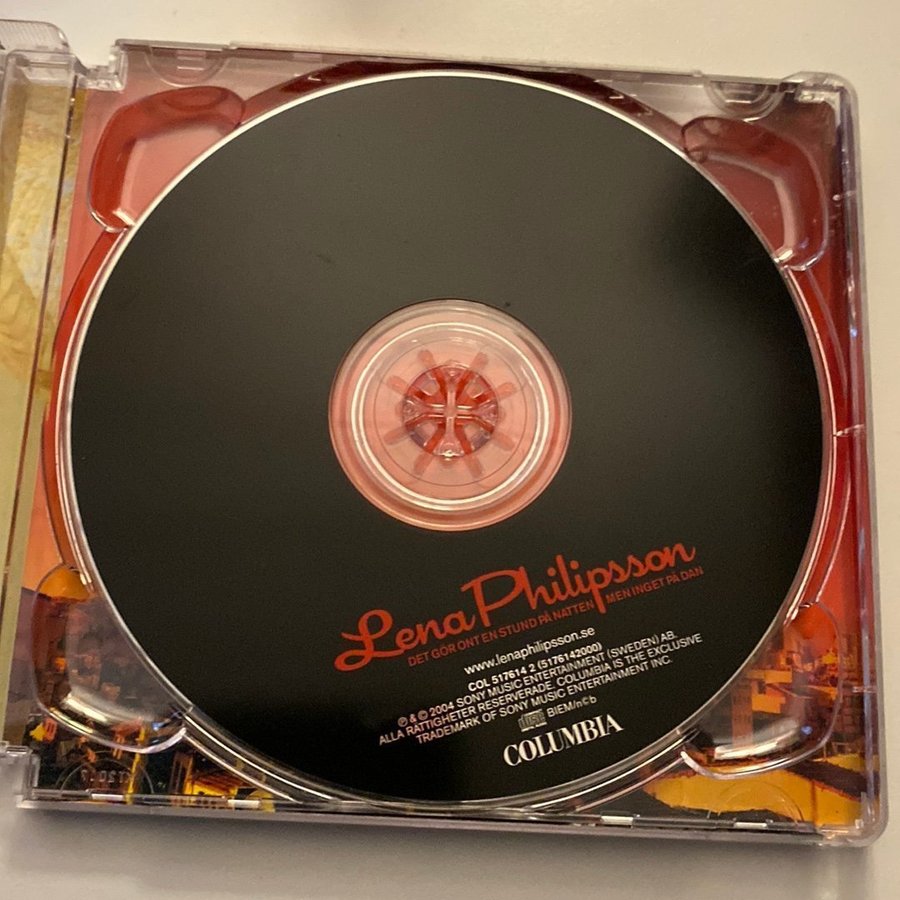 Lena Philipsson
DET GÖR ONT EN STUND PÅ NATTEN MEN INGET PÅ DAN
www.lenaphilipsson.se
COL 517614 2 (5176142000)
℗ & © 2004 SONY MUSIC ENTERTAINMENT (SWEDEN) AB.
ALLA RÄTTIGHETER RESERVERADE. COLUMBIA IS THE EXCLUSIVE
TRADEMARK OF SONY MUSIC ENTERTAINMENT INC.
disc BIEM/ncb
COLUMBIA